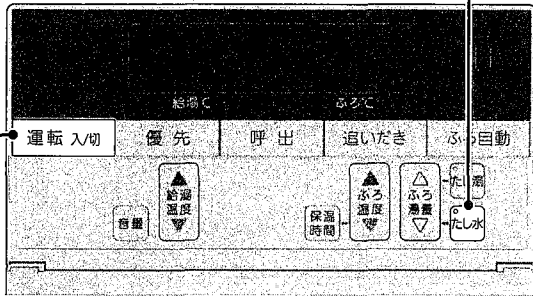 給湯℃ ふろ℃
運転 入/切 優先 呼出 追いだき ふろ自動
給湯温度
音量
保温時間
ふろ温度
ふろ湯量
たし湯
たし水